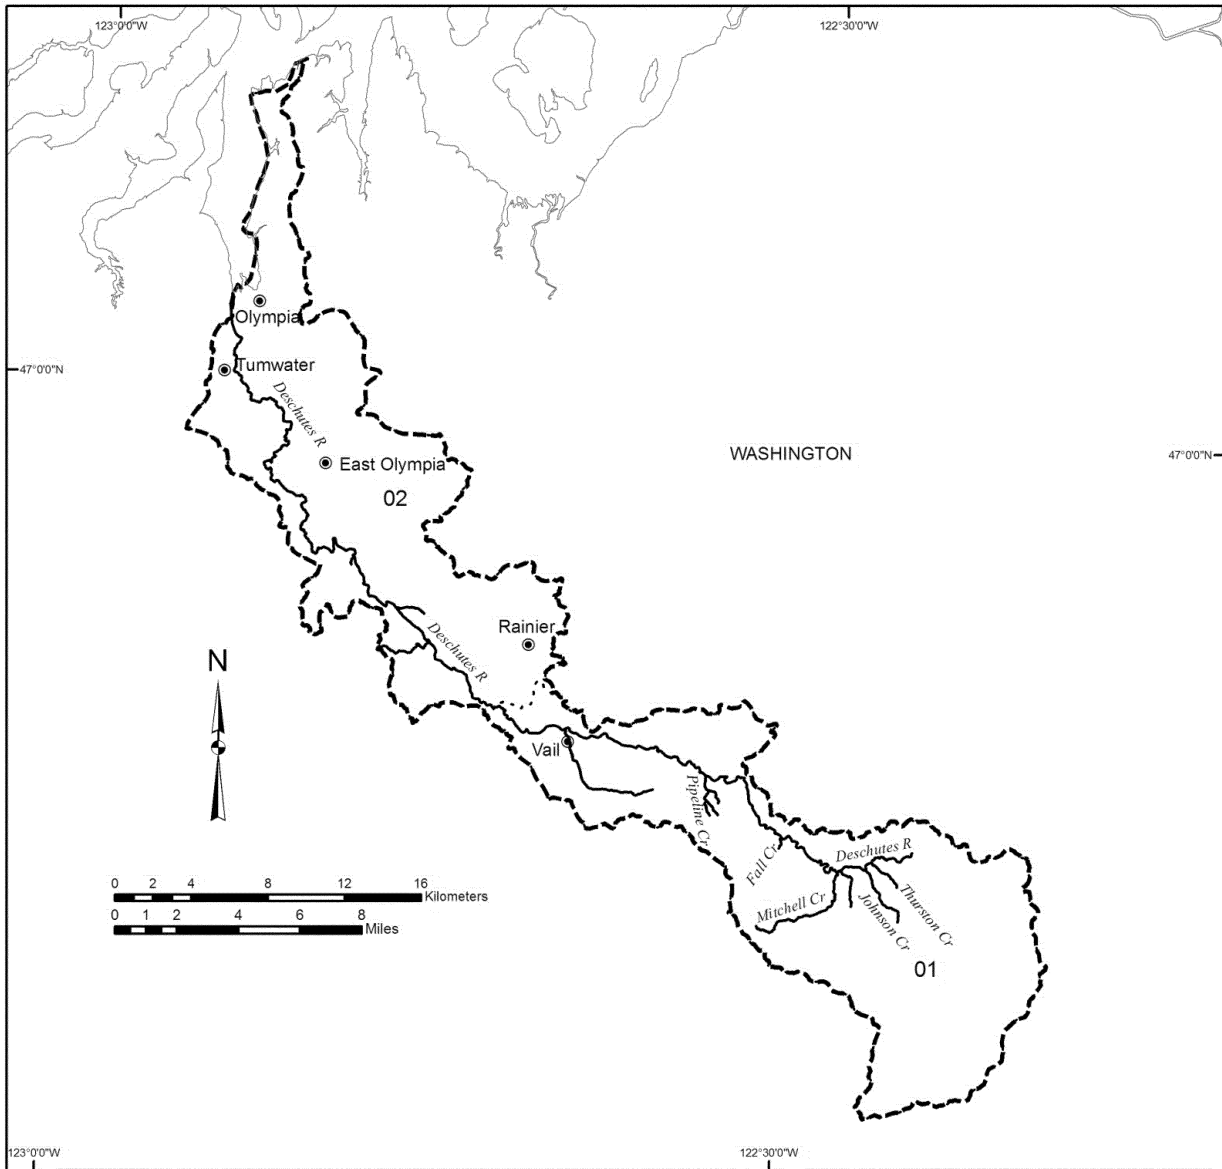 123°0'0"W
122°30'0"W
Olympia
Tumwater
47°0'0"N
Deschutes R
WASHINGTON
47°0'0"N
East Olympia
02
Rainier
Deschutes R
N
Vail
Pipeline Cr
Fall Cr
Deschutes R
Mitchell Cr
Johnson Cr
Thurston Cr
01
0 2 4 8 12 16
Kilometers
0 1 2 4 6 8
Miles
123°0'0"W
122°30'0"W